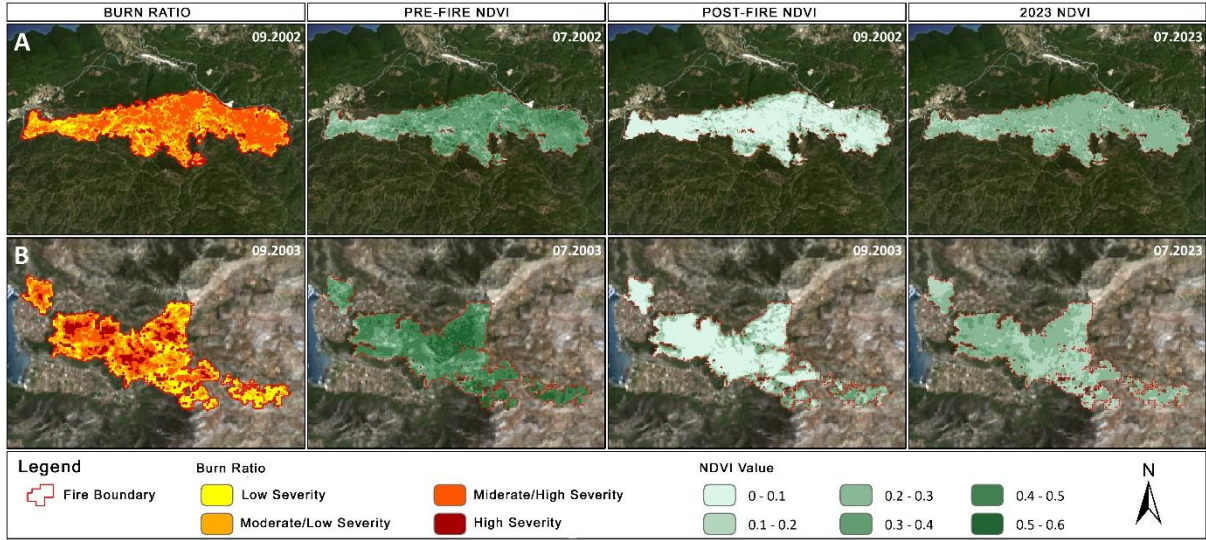 BURN RATIO
PRE-FIRE NDVI
POST-FIRE NDVI
2023 NDVI
A
09.2002
07.2002
09.2002
07.2023
B
09.2003
07.2003
09.2003
07.2023
Legend
Fire Boundary
Burn Ratio
Low Severity
Miderate/High Severity
Moderate/Low Severity
High Severity
NDVI Value
0 - 0.1
0.2 - 0.3
0.4 - 0.5
0.1 - 0.2
0.3 - 0.4
0.5 - 0.6
N